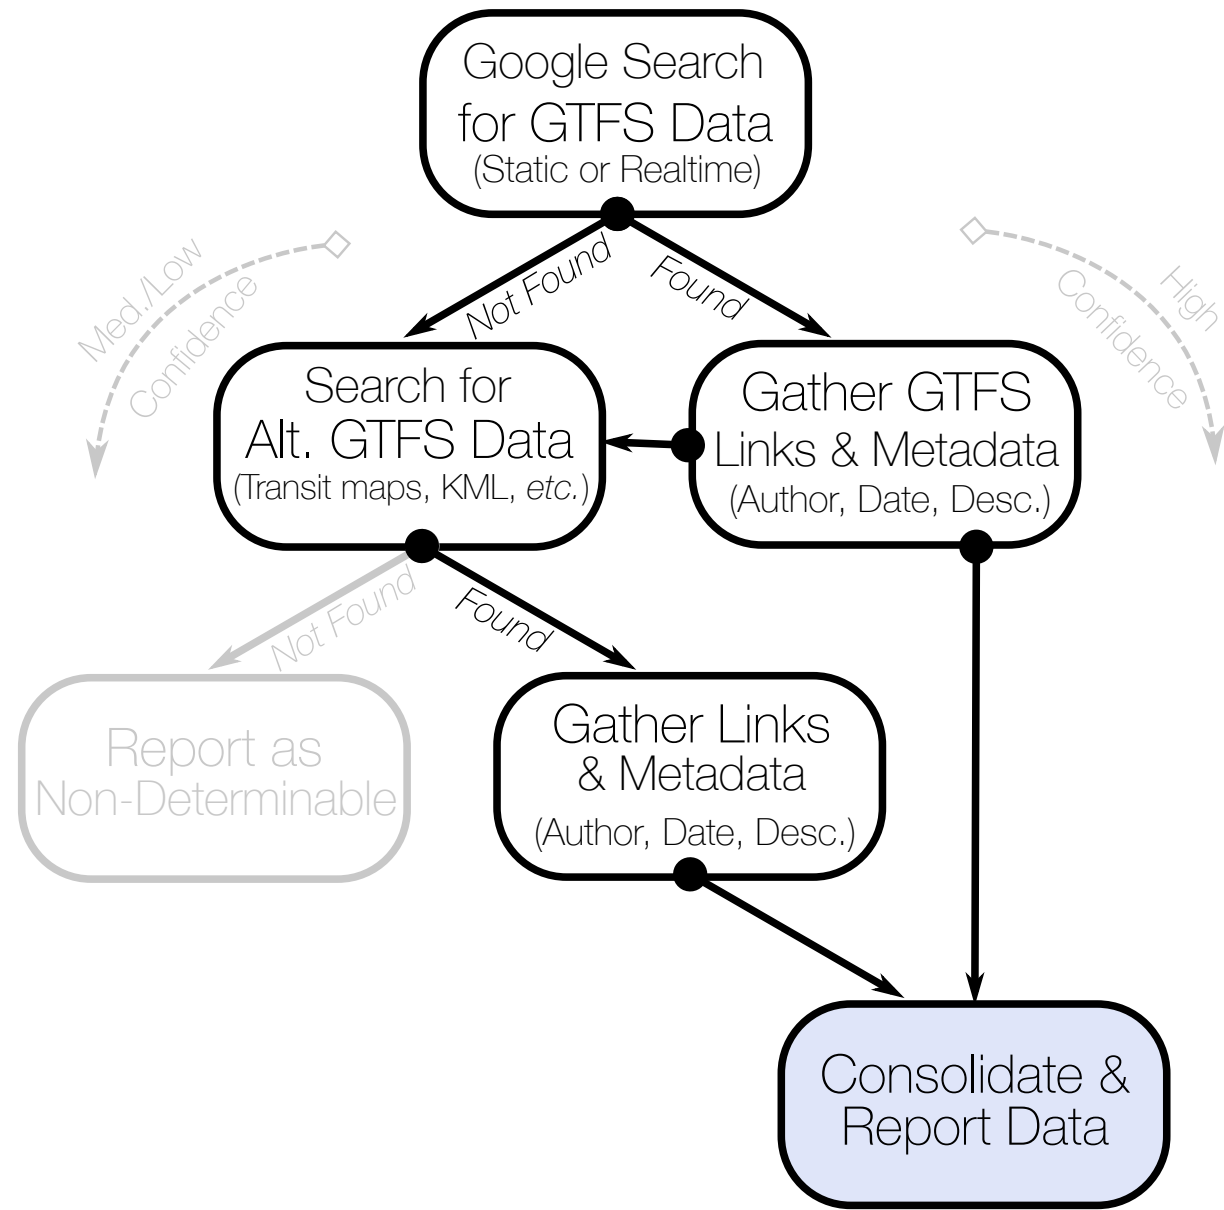 Google Search
for GTFS Data
(Static or Realtime)
Not Found
Found
Med./Low
Confidence
High
Confidence
Search for
Alt. GTFS Data
(Transit maps, KML, etc.)
Gather GTFS
Links & Metadata
(Author, Date, Desc.)
Not Found
Found
Report as
Non-Determinable
Gather Links
& Metadata
(Author, Date, Desc.)
Consolidate &
Report Data